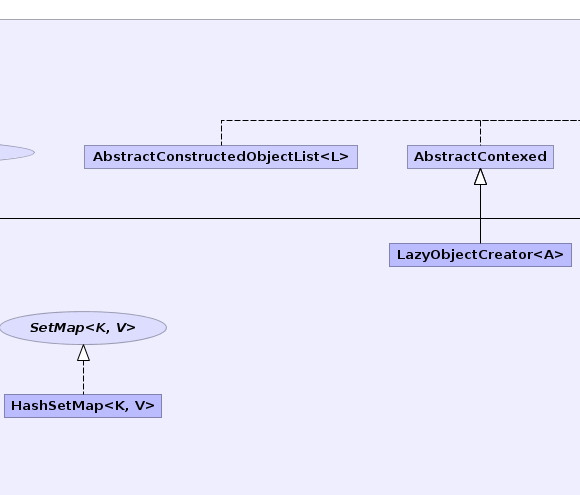 AbstractConstructedObjectList<L>
AbstractContexed
LazyObjectCreator<A>
SetMap<K, V>
HashSetMap<K, V>